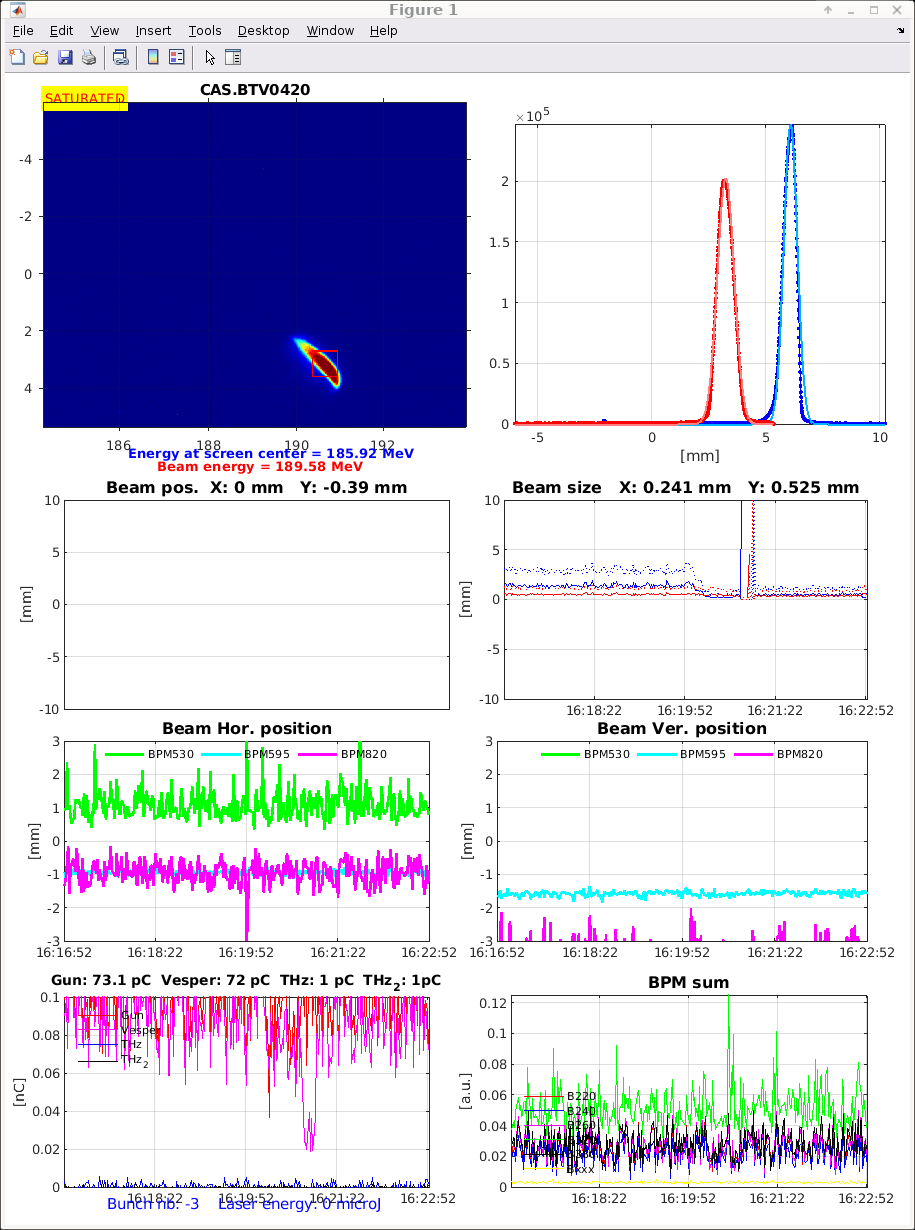 Figure 1
File Edit View Insert Tools Desktop Window Help
SATURATED
CAS.BTV0420
-4
-2
0
2
4
186 188 190 192
Energy at screen center = 185.92 MeV
Beam energy = 189.58 MeV
×10^5
2
1.5
1
0.5
0
-5 0 5 10
[mm]
Beam pos. X: 0 mm Y: -0.39 mm
10
5
0
-5
-10
[mm]
Beam size X: 0.241 mm Y: 0.525 mm
10
5
0
-5
-10
[mm]
16:18:22 16:19:52 16:21:22 16:22:52
Beam Hor. position
BPM530 BPM595 BPM820
3
2
1
0
-1
-2
-3
[mm]
16:16:52 16:18:22 16:19:52 16:21:22 16:22:52
Beam Ver. position
BPM530 BPM595 BPM820
3
2
1
0
-1
-2
-3
[mm]
16:16:52 16:18:22 16:19:52 16:21:22 16:22:52
Gun: 73.1 pC Vesper: 72 pC THz: 1 pC THz2: 1pC
0.1
0.08
0.06
0.04
0.02
0
[nC]
Gun
Vesper
THz
THz2
16:18:22 16:19:52 16:21:22 16:22:52
Bunch nb: -3 Laser energy: 0 microJ
BPM sum
0.12
0.1
0.08
0.06
0.04
0.02
0
[a.u.]
B220
B240
B260
Bxxx
16:18:22 16:19:52 16:21:22 16:22:52